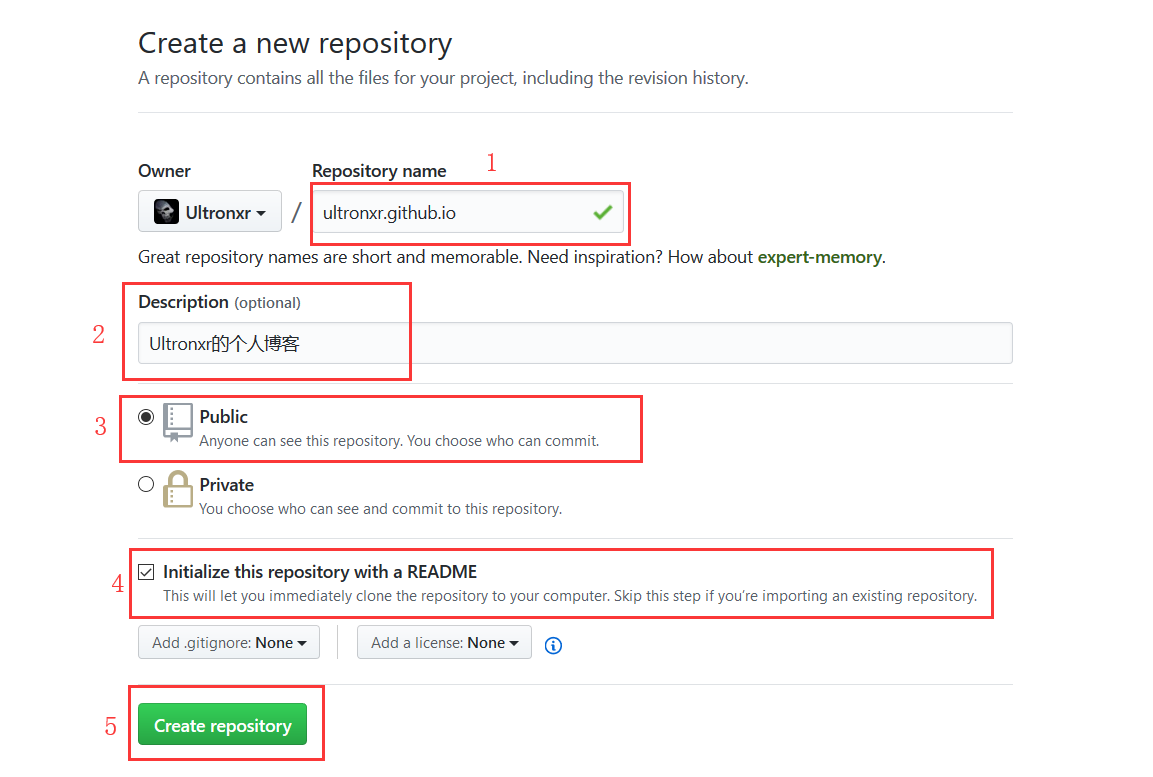 Create a new repository
A repository contains all the files for your project, including the revision history.
Owner
Repository name
1
Ultronxr
/
ultronxr.github.io
Great repository names are short and memorable. Need inspiration? How about expert-memory.
2
Description (optional)
Ultronxr的个人博客
3
Public
Anyone can see this repository. You choose who can commit.
Private
You choose who can see and commit to this repository.
4
Initialize this repository with a README
This will let you immediately clone the repository to your computer. Skip this step if you’re importing an existing repository.
Add .gitignore: None
Add a license: None
5
Create repository